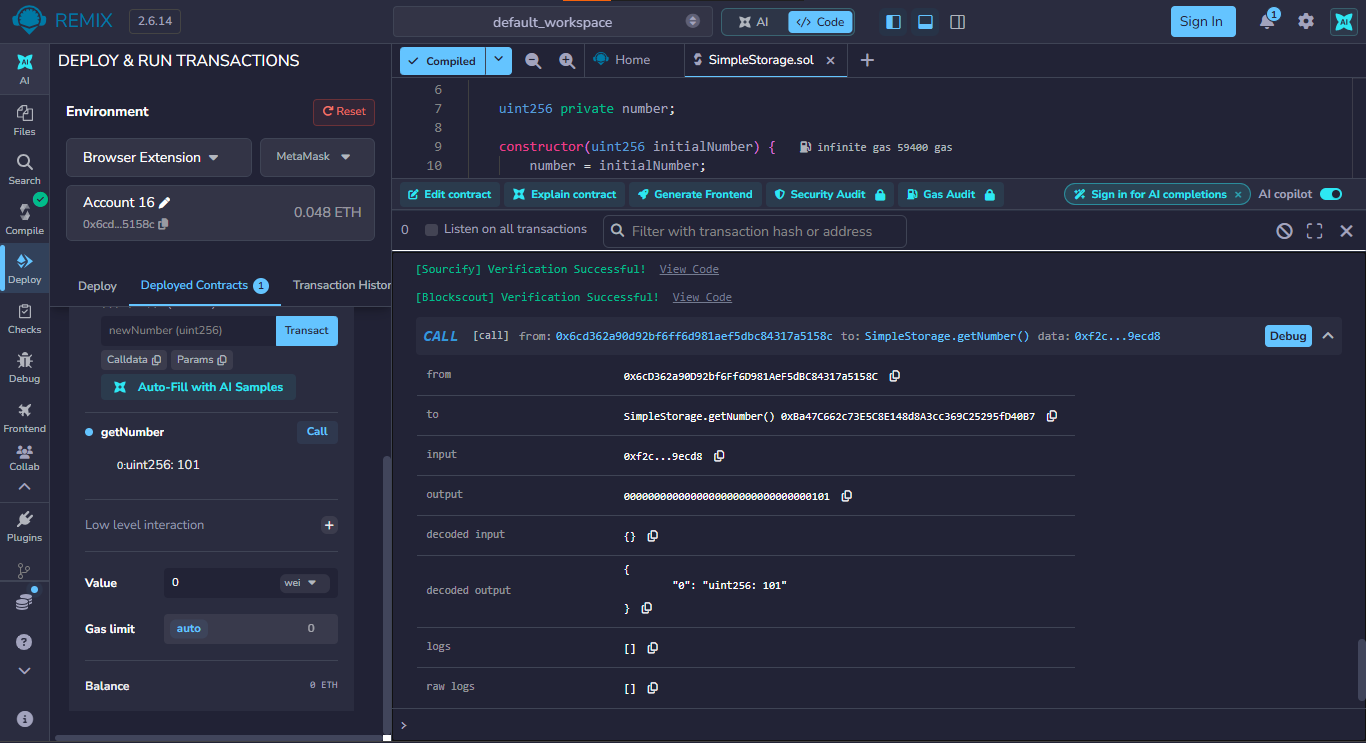 REMIX 2.6.14
default_workspace
AI
Code
Sign In
1
AI
AI
Files
Search
Compile
Deploy
Checks
Debug
Frontend
Collab
Plugins
DEPLOY & RUN TRANSACTIONS
Environment
Reset
Browser Extension
MetaMask
Account 16
0x6cd...5158c
0.048 ETH
Deploy
Deployed Contracts 1
Transaction Histor
newNumber (uint256)
Transact
Calldata
Params
Auto-Fill with AI Samples
getNumber
Call
0:uint256: 101
Low level interaction
+
Value
0
wei
Gas limit
auto
0
Balance
0 ETH
Compiled
Home
SimpleStorage.sol
6
7 uint256 private number;
8
9 constructor(uint256 initialNumber) { infinite gas 59400 gas
10 number = initialNumber;
Edit contract
Explain contract
Generate Frontend
Security Audit
Gas Audit
Sign in for AI completions ×
AI copilot
0
Listen on all transactions
Filter with transaction hash or address
[Sourcify] Verification Successful! View Code
[Blockscout] Verification Successful! View Code
CALL [call] from: 0x6cd362a90d92bf6ff6d981aef5dbc84317a5158c to: SimpleStorage.getNumber() data: 0xf2c...9ecd8
Debug
from 0x6cD362a90D92bf6Ff6D981AeF5dBC84317a5158C
to SimpleStorage.getNumber() 0xBa47C662c73E5C8E148d8A3cc369C25295fD40B7
input 0xf2c...9ecd8
output 00000000000000000000000000000000101
decoded input {}
decoded output {
"0": "uint256: 101"
}
logs []
raw logs []
>